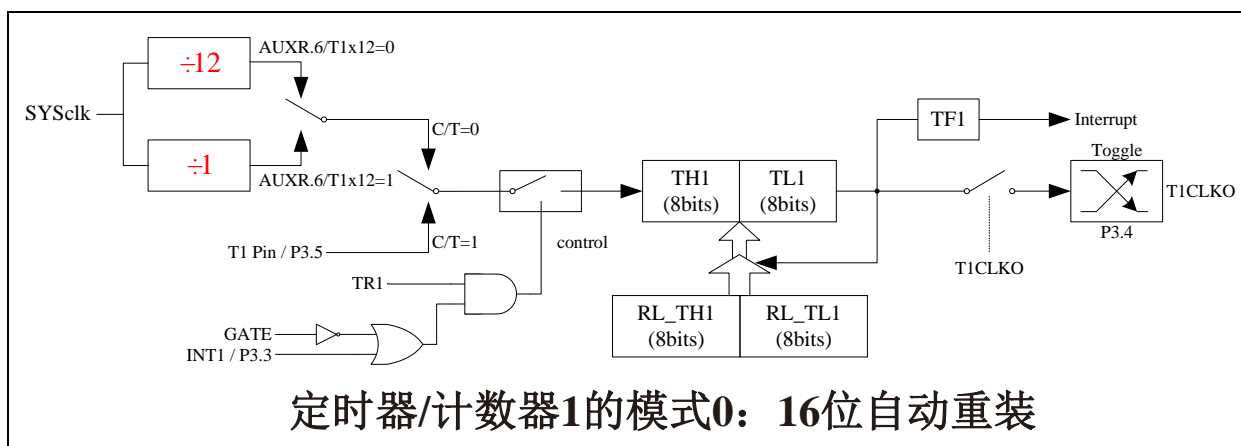 ÷12
AUXR.6/T1x12=0
SYSclk
÷1
AUXR.6/T1x12=1
C/T=0
C/T=1
T1 Pin / P3.5
control
TR1
GATE
INT1 / P3.3
TH1
(8bits)
TL1
(8bits)
RL_TH1
(8bits)
RL_TL1
(8bits)
TF1
Interrupt
Toggle
T1CLKO
P3.4
T1CLKO
定时器/计数器1的模式0：16位自动重装